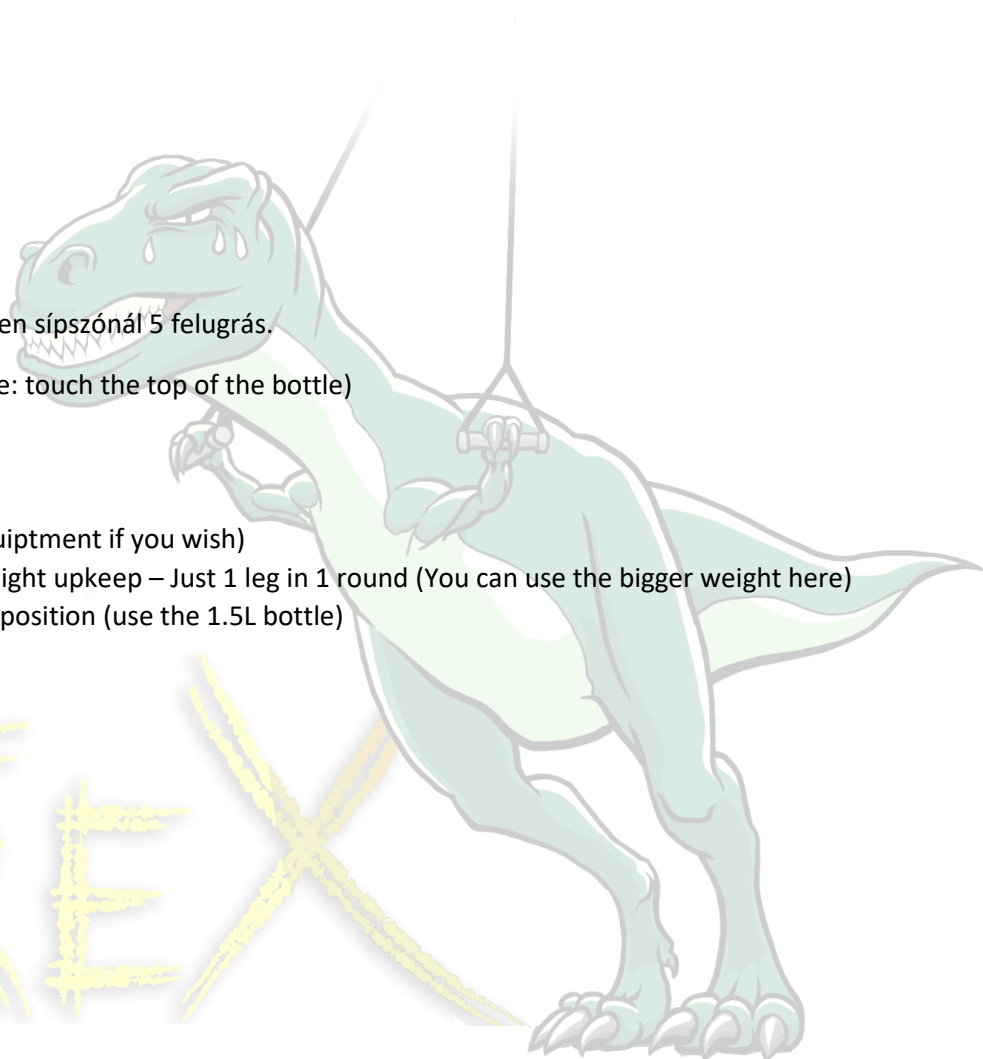 en sípszónál 5 felugrás.
e: touch the top of the bottle)
uiptment if you wish)
ight upkeep – Just 1 leg in 1 round (You can use the bigger weight here)
position (use the 1.5L bottle)
EX